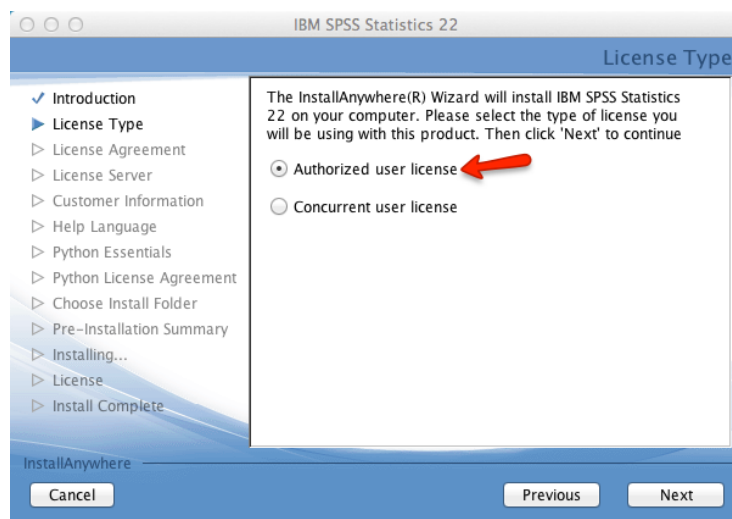 IBM SPSS Statistics 22
License Type
Introduction
License Type
License Agreement
License Server
Customer Information
Help Language
Python Essentials
Python License Agreement
Choose Install Folder
Pre-Installation Summary
Installing...
License
Install Complete
The InstallAnywhere(R) Wizard will install IBM SPSS Statistics
22 on your computer. Please select the type of license you
will be using with this product. Then click 'Next' to continue
Authorized user license
Concurrent user license
InstallAnywhere
Cancel
Previous
Next